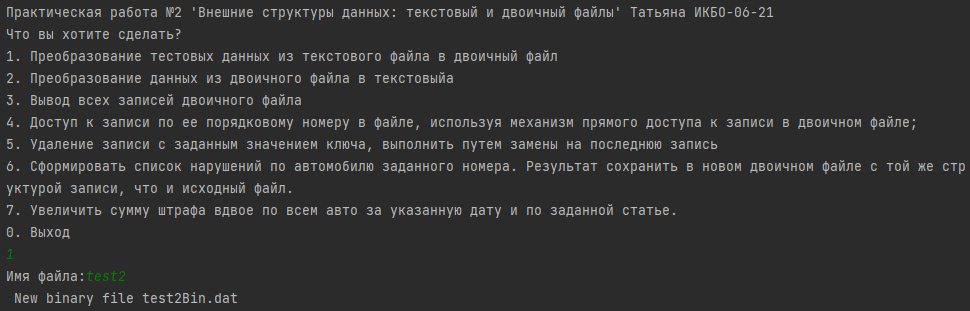 Практическая работа №2 'Внешние структуры данных: текстовый и двоичный файлы' Татьяна ИКБО-06-21
Что вы хотите сделать?
1. Преобразование тестовых данных из текстового файла в двоичный файл
2. Преобразование данных из двоичного файла в текстовыйа
3. Вывод всех записей двоичного файла
4. Доступ к записи по ее порядковому номеру в файле, используя механизм прямого доступа к записи в двоичном файле;
5. Удаление записи с заданным значением ключа, выполнить путем замены на последнюю запись
6. Сформировать список нарушений по автомобилю заданного номера. Результат сохранить в новом двоичном файле с той же стр
уктурой записи, что и исходный файл.
7. Увеличить сумму штрафа вдвое по всем авто за указанную дату и по заданной статье.
0. Выход
1
Имя файла:test2
New binary file test2Bin.dat